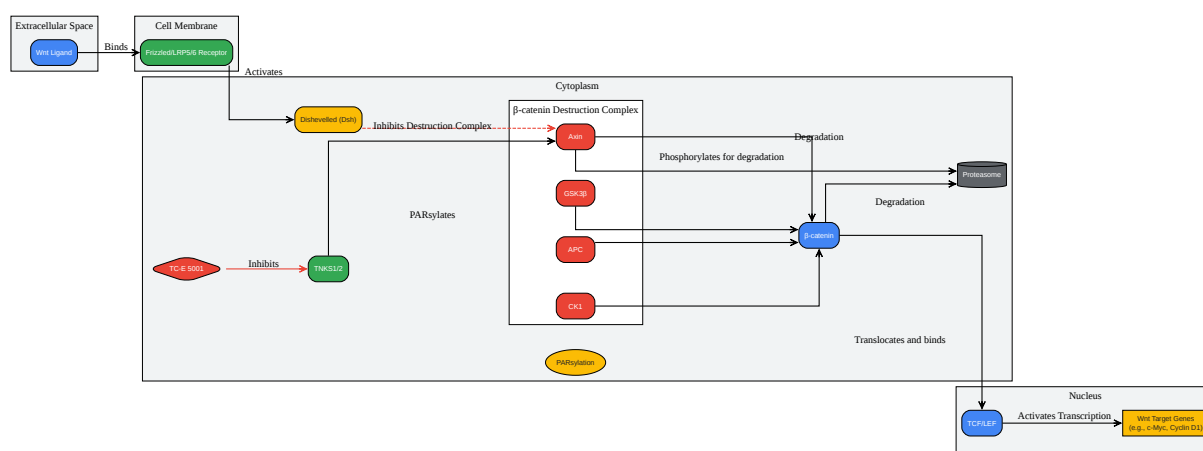 Extracellular Space
Wnt Ligand
Binds
Cell Membrane
Frizzled/LRP5/6 Receptor
Activates
Cytoplasm
Dishevelled (Dsh)
Inhibits Destruction Complex
β-catenin Destruction Complex
Axin
Degradation
Phosphorylates for degradation
Proteasome
GSK3β
Degradation
PARsylates
β-catenin
APC
TC-E 5001
Inhibits
TNKS1/2
CK1
Translocates and binds
PARsylation
Nucleus
TCF/LEF
Activates Transcription
Wnt Target Genes
(e.g., c-Myc, Cyclin D1)